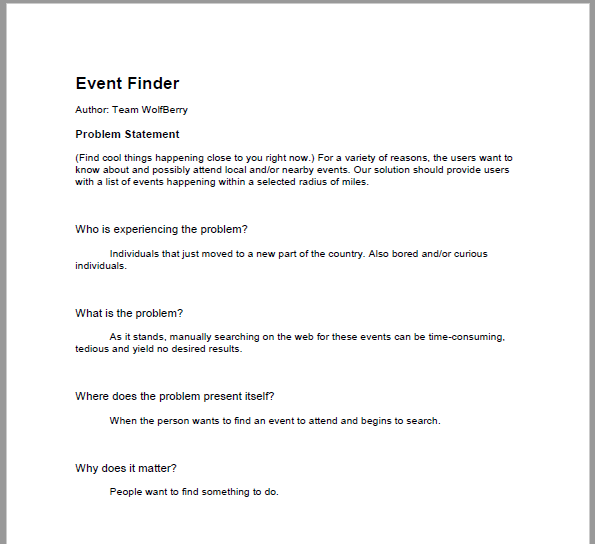 Event Finder
Author: Team WolfBerry
Problem Statement
(Find cool things happening close to you right now.) For a variety of reasons, the users want to
know about and possibly attend local and/or nearby events. Our solution should provide users
with a list of events happening within a selected radius of miles.
Who is experiencing the problem?
Individuals that just moved to a new part of the country. Also bored and/or curious
individuals.
What is the problem?
As it stands, manually searching on the web for these events can be time-consuming,
tedious and yield no desired results.
Where does the problem present itself?
When the person wants to find an event to attend and begins to search.
Why does it matter?
People want to find something to do.